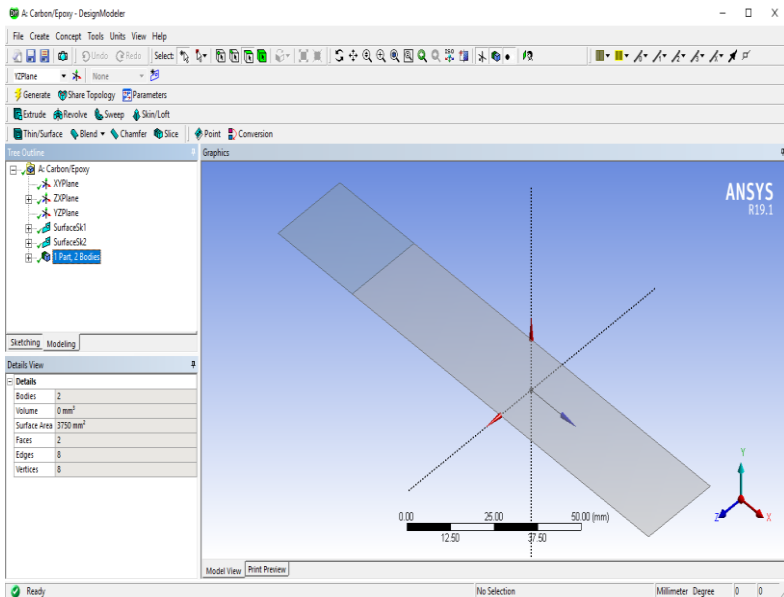 A: Carbon/Epoxy - DesignModeler
File Create Concept Tools Units View Help
Undo Redo Select:
YZPlane None
Generate Share Topology Parameters
Extrude Revolve Sweep Skin/Loft
Thin/Surface Blend Chamfer Slice Point Conversion
Tree Outline
A: Carbon/Epoxy
XYPlane
ZXPlane
YZPlane
SurfaceSk1
SurfaceSk2
1 Part, 2 Bodies
Sketching Modeling
Details View
Details
Bodies 2
Volume 0 mm³
Surface Area 3750 mm²
Faces 2
Edges 8
Vertices 8
Graphics
ANSYS
R19.1
0.00 25.00 50.00 (mm)
12.50 37.50
Y
Z X
Model View Print Preview
Ready No Selection Millimeter Degree 0 0